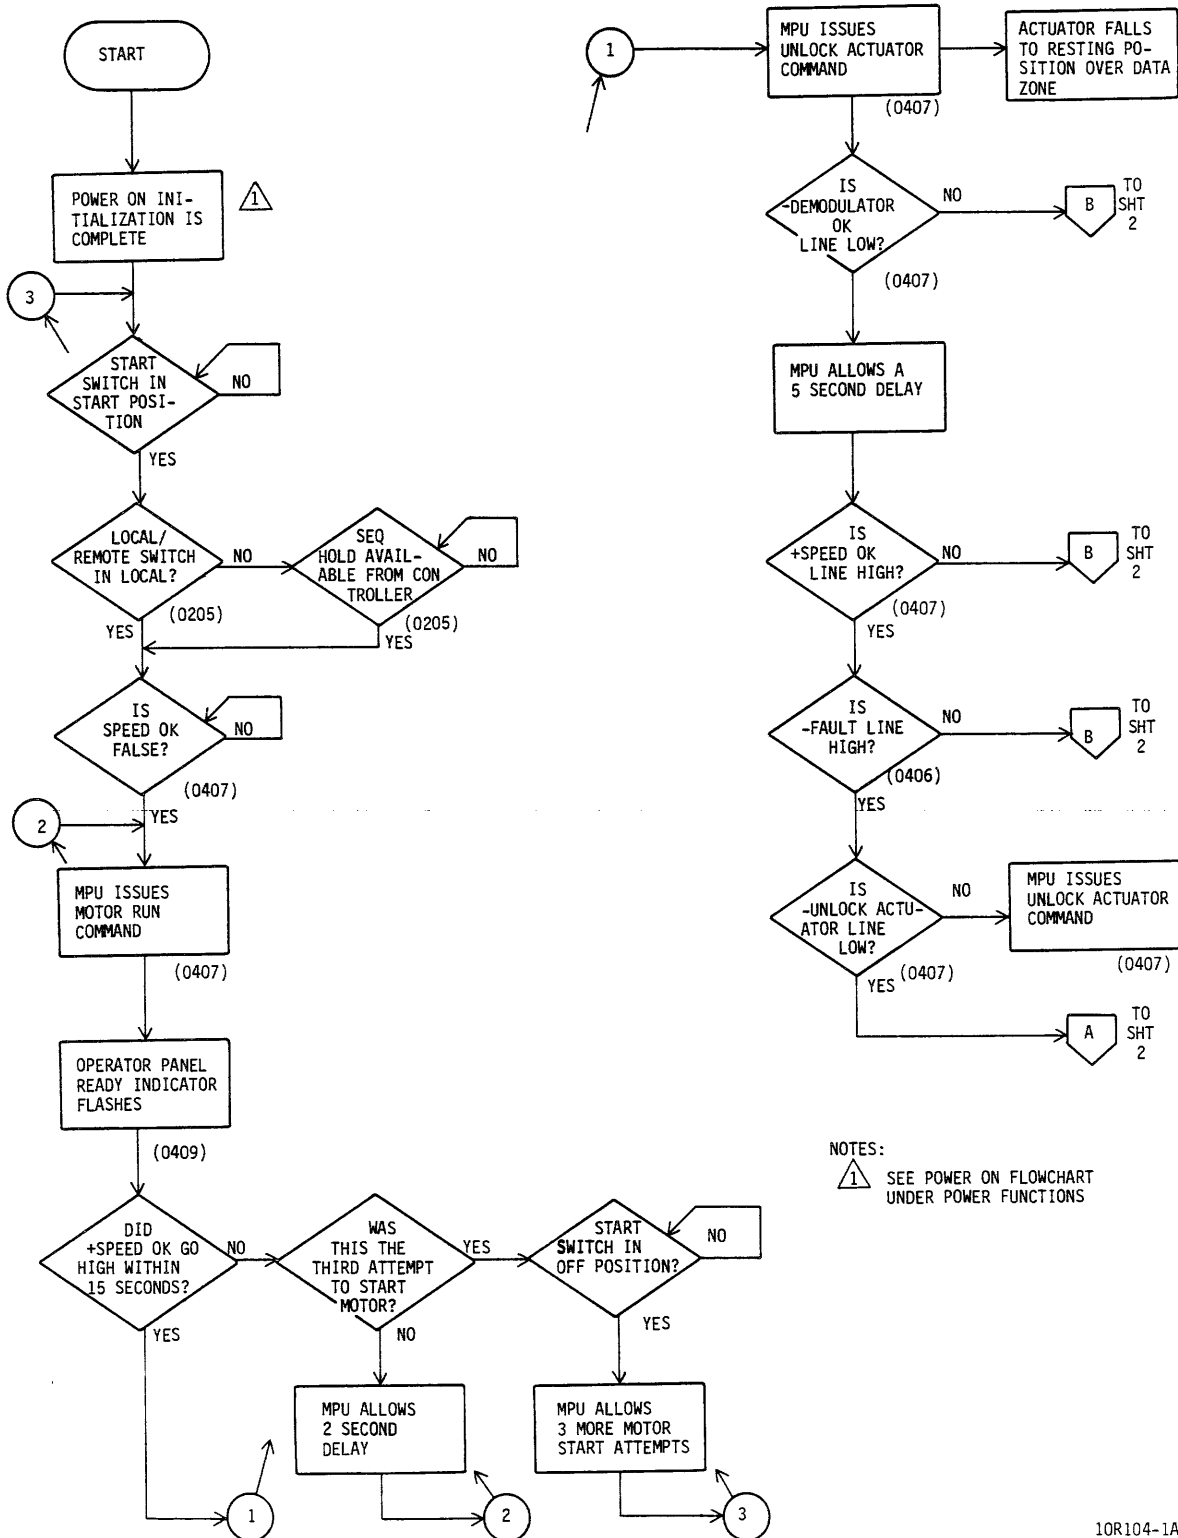 START
POWER ON INI-
TIALIZATION IS
COMPLETE
1
3
START
SWITCH IN
START POSI-
TION
NO
YES
LOCAL/
REMOTE SWITCH
IN LOCAL?
NO
(0205)
YES
SEQ
HOLD AVAIL-
ABLE FROM CON
TROLLER
NO
(0205)
YES
IS
SPEED OK
FALSE?
NO
(0407)
YES
2
MPU ISSUES
MOTOR RUN
COMMAND
(0407)
OPERATOR PANEL
READY INDICATOR
FLASHES
(0409)
DID
+SPEED OK GO
HIGH WITHIN
15 SECONDS?
NO
YES
WAS
THIS THE
THIRD ATTEMPT
TO START
MOTOR?
YES
NO
START
SWITCH IN
OFF POSITION?
NO
YES
MPU ALLOWS
2 SECOND
DELAY
MPU ALLOWS
3 MORE MOTOR
START ATTEMPTS
1
2
3
1
MPU ISSUES
UNLOCK ACTUATOR
COMMAND
(0407)
ACTUATOR FALLS
TO RESTING PO-
SITION OVER DATA
ZONE
IS
-DEMODULATOR
OK
LINE LOW?
NO
(0407)
B
TO
SHT
2
MPU ALLOWS A
5 SECOND DELAY
IS
+SPEED OK
LINE HIGH?
NO
(0407)
YES
B
TO
SHT
2
IS
-FAULT LINE
HIGH?
NO
(0406)
YES
B
TO
SHT
2
IS
-UNLOCK ACTU-
ATOR LINE
LOW?
NO
(0407)
YES
MPU ISSUES
UNLOCK ACTUATOR
COMMAND
(0407)
A
TO
SHT
2
NOTES:
1 SEE POWER ON FLOWCHART
UNDER POWER FUNCTIONS
10R104-1A